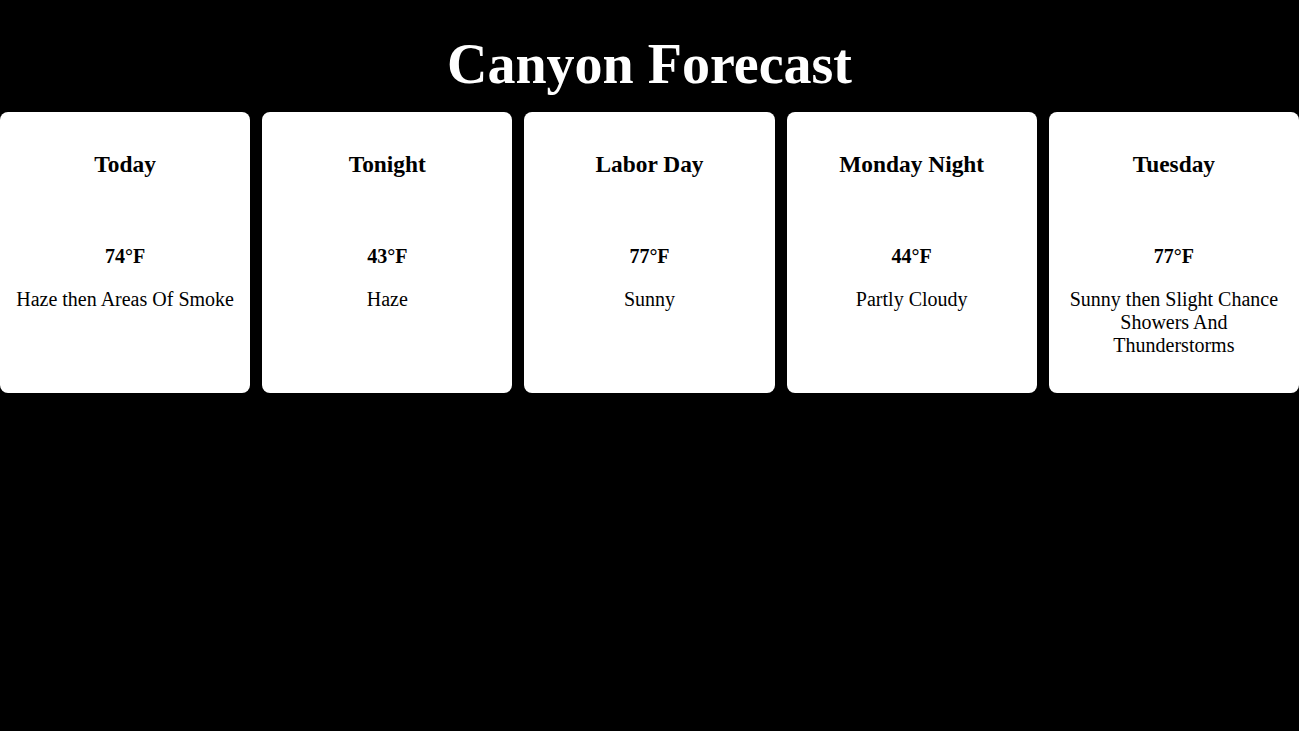 Canyon Forecast
Today
74°F
Haze then Areas Of Smoke
Tonight
43°F
Haze
Labor Day
77°F
Sunny
Monday Night
44°F
Partly Cloudy
Tuesday
77°F
Sunny then Slight Chance
Showers And
Thunderstorms